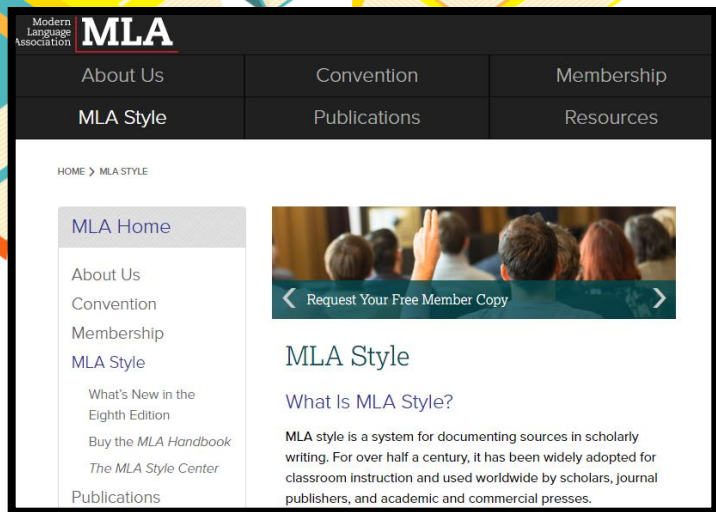 Modern
Language
Association
MLA
About Us Convention Membership
MLA Style Publications Resources
HOME ❯ MLA STYLE
MLA Home
About Us
Convention
Membership
MLA Style
What's New in the
Eighth Edition
Buy the MLA Handbook
The MLA Style Center
Publications
❮ Request Your Free Member Copy ❯
MLA Style
What Is MLA Style?
MLA style is a system for documenting sources in scholarly
writing. For over half a century, it has been widely adopted for
classroom instruction and used worldwide by scholars, journal
publishers, and academic and commercial presses.